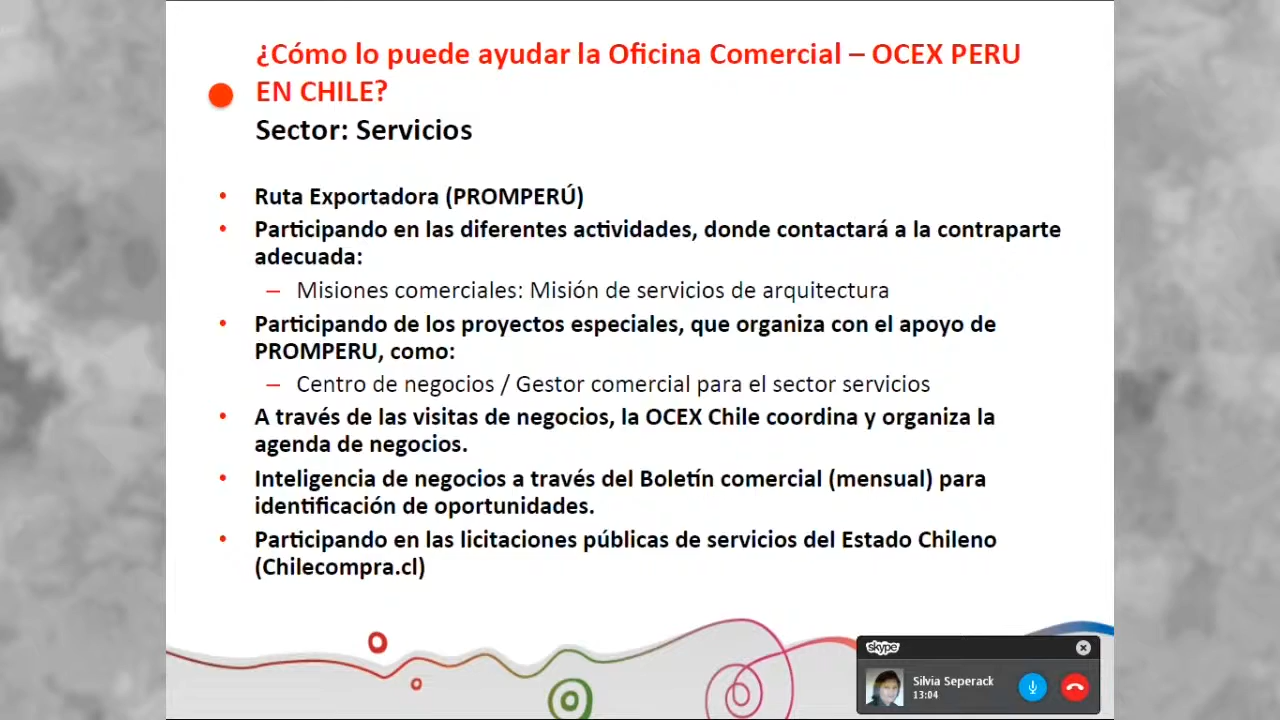 ¿Cómo lo puede ayudar la Oficina Comercial – OCEX PERU
EN CHILE?
Sector: Servicios
• Ruta Exportadora (PROMPERÚ)
• Participando en las diferentes actividades, donde contactará a la contraparte
adecuada:
– Misiones comerciales: Misión de servicios de arquitectura
• Participando de los proyectos especiales, que organiza con el apoyo de
PROMPERU, como:
– Centro de negocios / Gestor comercial para el sector servicios
• A través de las visitas de negocios, la OCEX Chile coordina y organiza la
agenda de negocios.
• Inteligencia de negocios a través del Boletín comercial (mensual) para
identificación de oportunidades.
• Participando en las licitaciones públicas de servicios del Estado Chileno
(Chilecompra.cl)
skype
Silvia Seperack
13:04